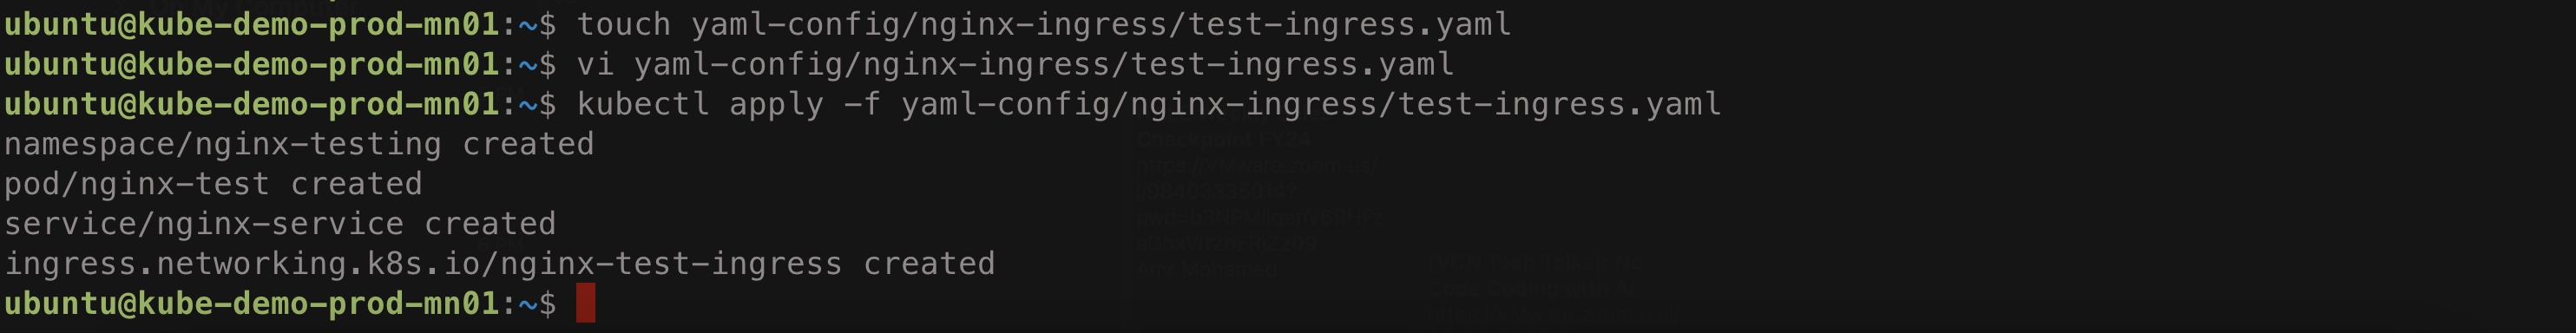 ubuntu@kube-demo-prod-mn01:~$ touch yaml-config/nginx-ingress/test-ingress.yaml
ubuntu@kube-demo-prod-mn01:~$ vi yaml-config/nginx-ingress/test-ingress.yaml
ubuntu@kube-demo-prod-mn01:~$ kubectl apply -f yaml-config/nginx-ingress/test-ingress.yaml
namespace/nginx-testing created
pod/nginx-test created
service/nginx-service created
ingress.networking.k8s.io/nginx-test-ingress created
ubuntu@kube-demo-prod-mn01:~$